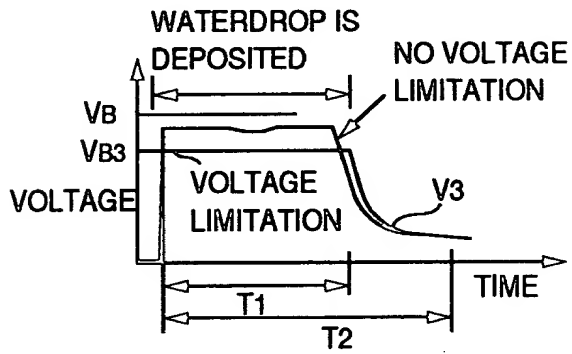 WATERDROP IS
DEPOSITED
NO VOLTAGE
LIMITATION
VB
VB3
VOLTAGE
LIMITATION
V3
VOLTAGE
TIME
T1
T2